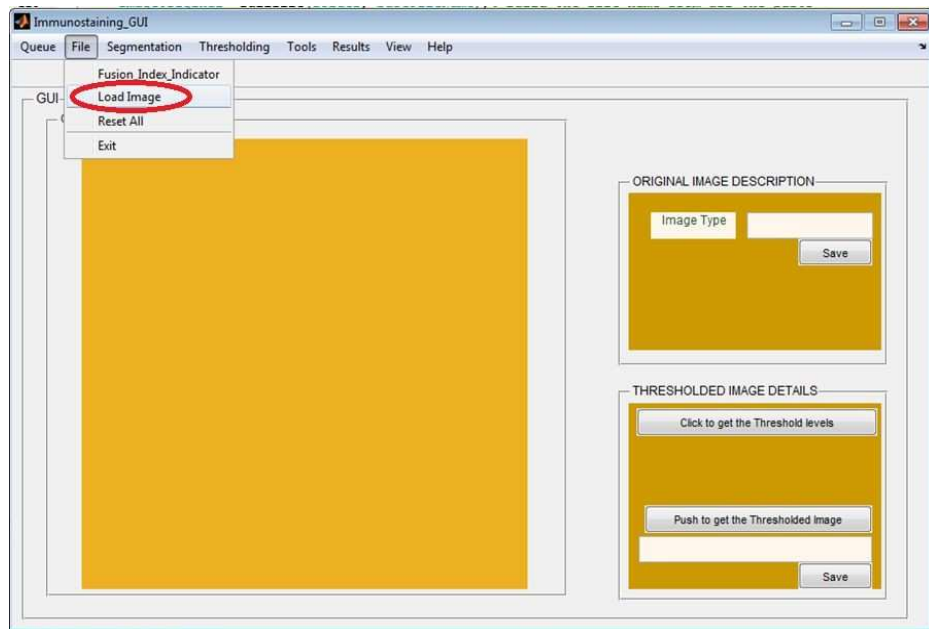 Immunostaining_GUI
Queue File Segmentation Thresholding Tools Results View Help
Fusion_Index_Indicator
Load Image
GUI
Reset All
Exit
ORIGINAL IMAGE DESCRIPTION
Image Type
Save
THRESHOLDED IMAGE DETAILS
Click to get the Threshold levels
Push to get the Thresholded Image
Save